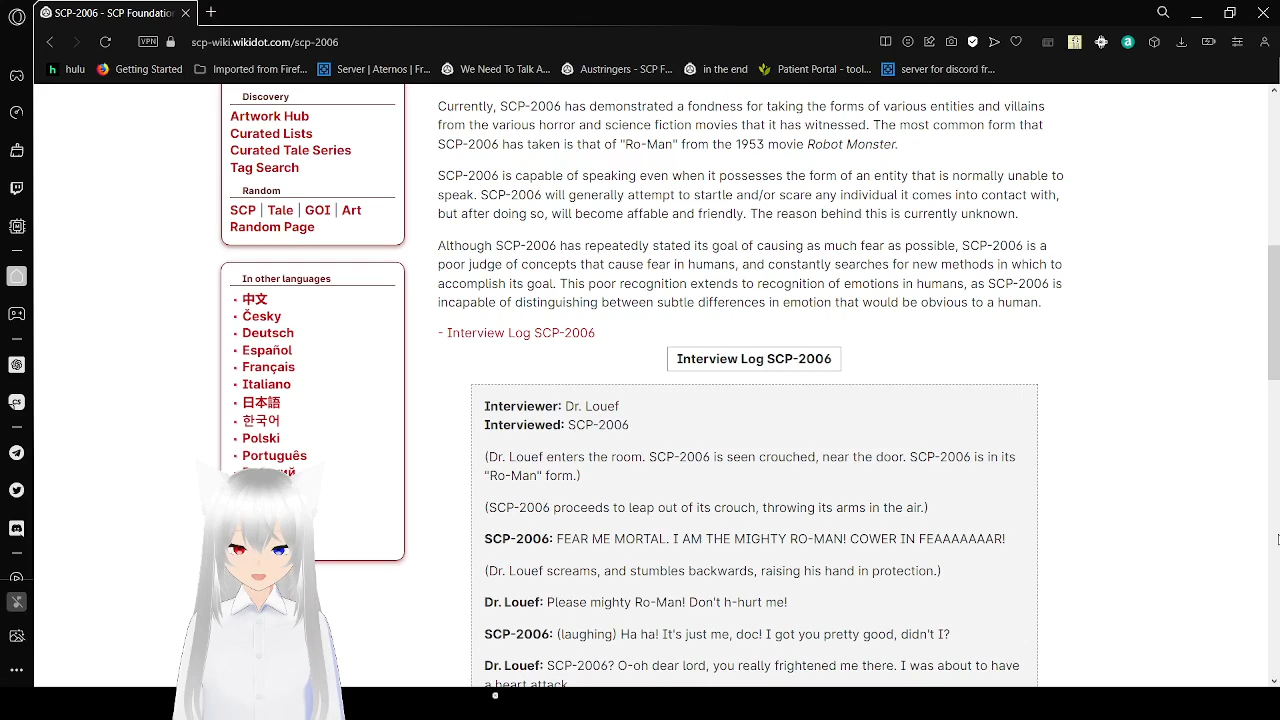 SCP-2006 - SCP Foundation
scp-wiki.wikidot.com/scp-2006
VPN
hulu
Getting Started
Imported from Firef...
Server | Aternos | Fr...
We Need To Talk A...
Austringers - SCP F...
in the end
Patient Portal - tool...
server for discord fr...
Discovery
Artwork Hub
Curated Lists
Curated Tale Series
Tag Search
Random
SCP | Tale | GOI | Art
Random Page
In other languages
中文
Česky
Deutsch
Español
Français
Italiano
日本語
한국어
Polski
Português
Currently, SCP-2006 has demonstrated a fondness for taking the forms of various entities and villains
from the various horror and science fiction movies that it has witnessed. The most common form that
SCP-2006 has taken is that of "Ro-Man" from the 1953 movie Robot Monster.
SCP-2006 is capable of speaking even when it possesses the form of an entity that is normally unable to
speak. SCP-2006 will generally attempt to startle and/or scare any individual it comes into contact with,
but after doing so, will become affable and friendly. The reason behind this is currently unknown.
Although SCP-2006 has repeatedly stated its goal of causing as much fear as possible, SCP-2006 is a
poor judge of concepts that cause fear in humans, and constantly searches for new methods in which to
accomplish its goal. This poor recognition extends to recognition of emotions in humans, as SCP-2006 is
incapable of distinguishing between subtle differences in emotion that would be obvious to a human.
- Interview Log SCP-2006
Interview Log SCP-2006
Interviewer: Dr. Louef
Interviewed: SCP-2006
(Dr. Louef enters the room. SCP-2006 is seen crouched, near the door. SCP-2006 is in its
"Ro-Man" form.)
(SCP-2006 proceeds to leap out of its crouch, throwing its arms in the air.)
SCP-2006: FEAR ME MORTAL. I AM THE MIGHTY RO-MAN! COWER IN FEAAAAAAR!
(Dr. Louef screams, and stumbles backwards, raising his hand in protection.)
Dr. Louef: Please mighty Ro-Man! Don't h-hurt me!
SCP-2006: (laughing) Ha ha! It's just me, doc! I got you pretty good, didn't I?
Dr. Louef: SCP-2006? O-oh dear lord, you really frightened me there. I was about to have
a heart attack